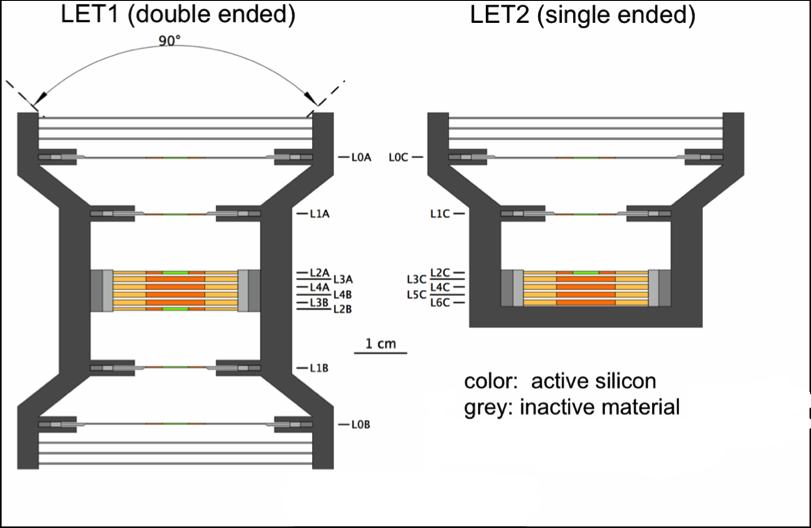 LET1 (double ended)
LET2 (single ended)
90°
L0A
L0C
L1A
L1C
L2A
L3A
L4A
L4B
L3B
L2B
L2C
L3C
L4C
L5C
L6C
1 cm
L1B
color: active silicon
grey: inactive material
L0B